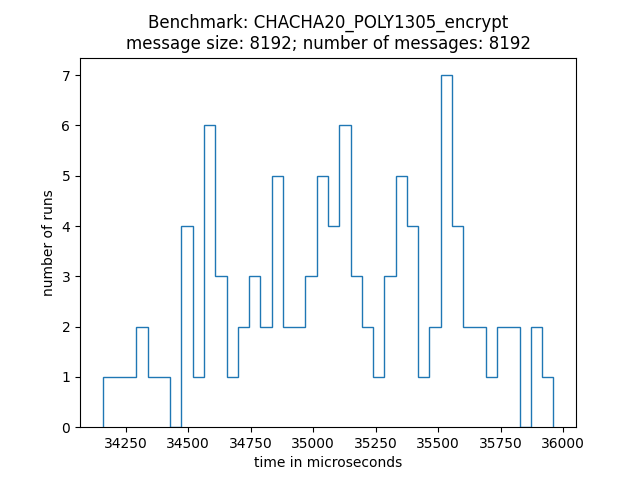 Benchmark: CHACHA20_POLY1305_encrypt
message size: 8192; number of messages: 8192
7
6
5
4
3
2
1
0
number of runs
34250 34500 34750 35000 35250 35500 35750 36000
time in microseconds